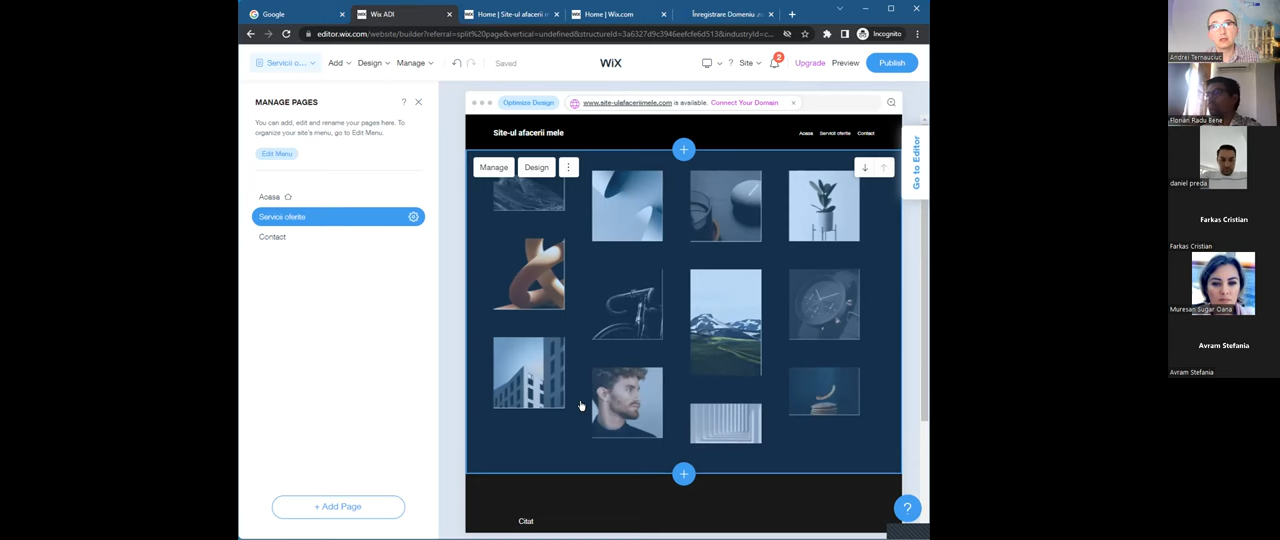 Google
Wix ADI
Home | Site-ul afacerii m
Home | Wix.com
Înregistrare Domeniu .ro
editor.wix.com/website/builder?referral=split%20page&vertical=undefined&structureId=3a6327d9c3946eefcfe6d513&industryId=c...
Incognito
Servicii o...
Add
Design
Manage
Saved
WiX
Site
2
Upgrade
Preview
Publish
MANAGE PAGES
?
You can add, edit and rename your pages here. To
organize your site's menu, go to Edit Menu.
Edit Menu
Acasa
Servicii oferite
Contact
+ Add Page
Optimize Design
www.site-ulafaceriimele.com is available.
Connect Your Domain
Site-ul afacerii mele
Acasa
Servicii oferite
Contact
Manage
Design
Go to Editor
Citat
?
Andrei Ternauciuc
Florian Radu Bene
daniel preda
Farkas Cristian
Farkas Cristian
Muresan Sugar Oana
Avram Stefania
Avram Stefania